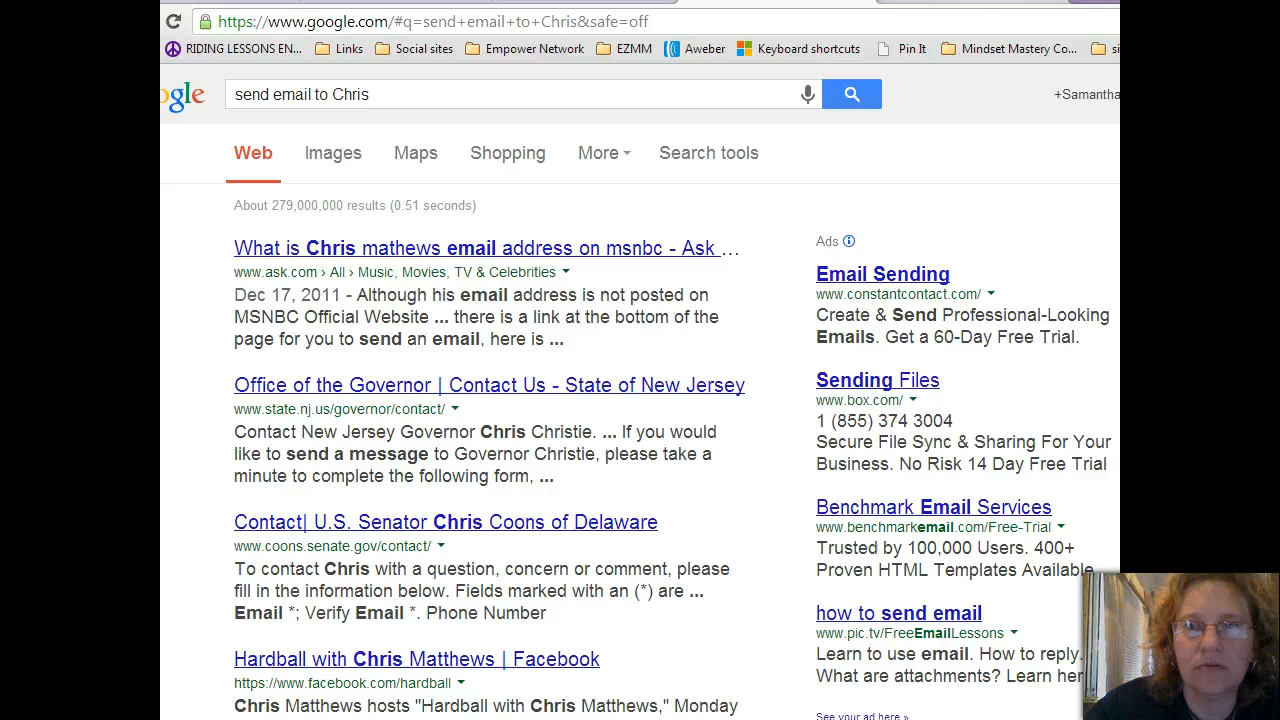 https://www.google.com/#q=send+email+to+Chris&safe=off
RIDING LESSONS EN... Links Social sites Empower Network EZMM Aweber Keyboard shortcuts Pin It Mindset Mastery Co... si
ogle send email to Chris +Samantha
Web Images Maps Shopping More Search tools
About 279,000,000 results (0.51 seconds)
What is Chris mathews email address on msnbc - Ask ...
www.ask.com › All › Music, Movies, TV & Celebrities
Dec 17, 2011 - Although his email address is not posted on
MSNBC Official Website ... there is a link at the bottom of the
page for you to send an email, here is ...
Office of the Governor | Contact Us - State of New Jersey
www.state.nj.us/governor/contact/
Contact New Jersey Governor Chris Christie. ... If you would
like to send a message to Governor Christie, please take a
minute to complete the following form, ...
Contact| U.S. Senator Chris Coons of Delaware
www.coons.senate.gov/contact/
To contact Chris with a question, concern or comment, please
fill in the information below. Fields marked with an (*) are ...
Email *; Verify Email *. Phone Number
Hardball with Chris Matthews | Facebook
https://www.facebook.com/hardball
Chris Matthews hosts "Hardball with Chris Matthews," Monday
Ads
Email Sending
www.constantcontact.com/
Create & Send Professional-Looking
Emails. Get a 60-Day Free Trial.
Sending Files
www.box.com/
1 (855) 374 3004
Secure File Sync & Sharing For Your
Business. No Risk 14 Day Free Trial
Benchmark Email Services
www.benchmarkemail.com/Free-Trial
Trusted by 100,000 Users. 400+
Proven HTML Templates Available
how to send email
www.pic.tv/FreeEmailLessons
Learn to use email. How to reply.
What are attachments? Learn her
See your ad here »